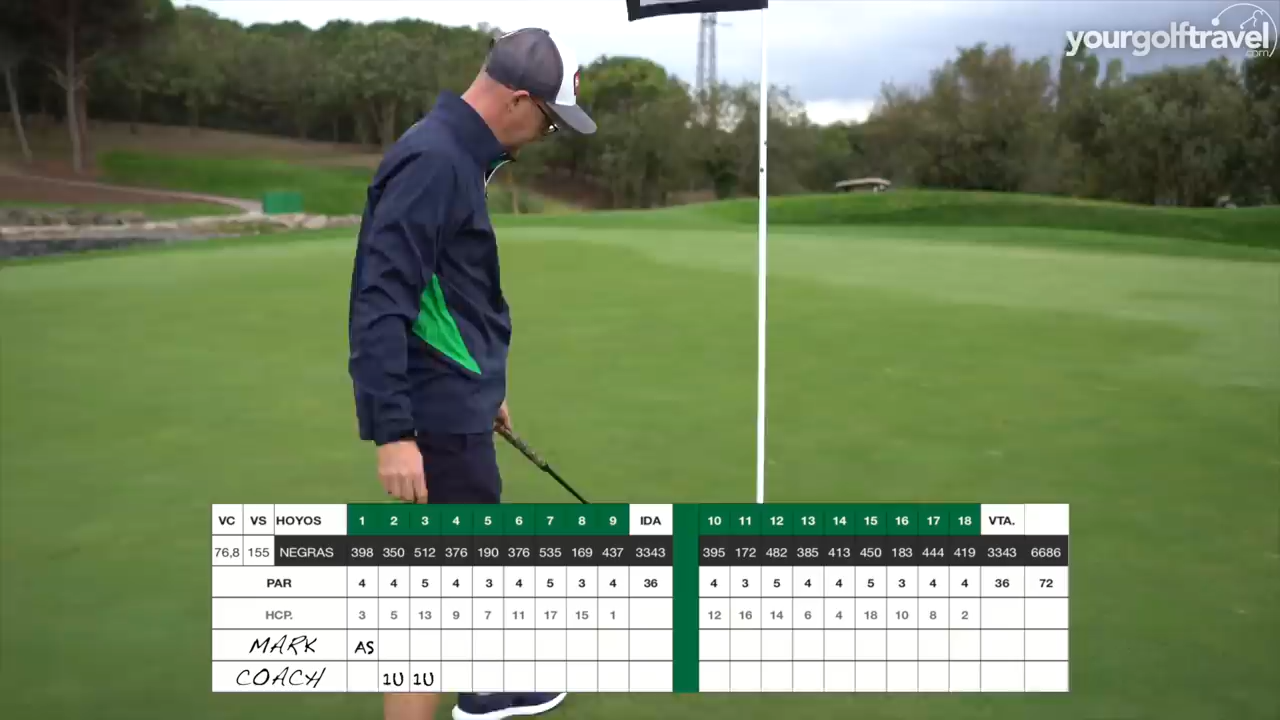 yourgolftravel
.com
VC VS HOYOS 1 2 3 4 5 6 7 8 9 IDA 10 11 12 13 14 15 16 17 18 VTA.
76,8 155 NEGRAS 398 350 512 376 190 376 535 169 437 3343 395 172 482 385 413 450 183 444 419 3343 6686
PAR 4 4 5 4 3 4 5 3 4 36 4 3 5 4 4 5 3 4 4 36 72
HCP. 3 5 13 9 7 11 17 15 1 12 16 14 6 4 18 10 8 2
MARK AS
COACH 1U 1U